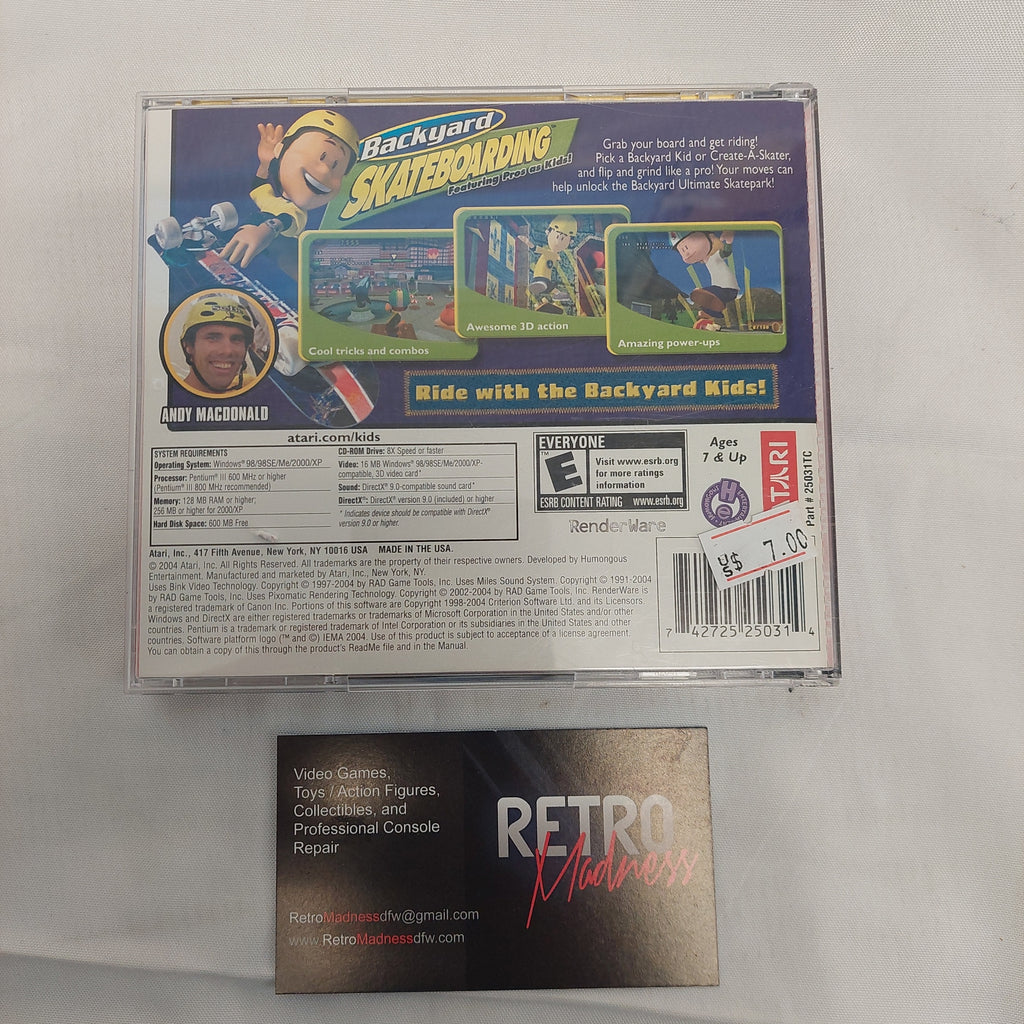 Backyard
SKATEBOARDING™
Featuring Pros as Kids!
Grab your board and get riding!
Pick a Backyard Kid or Create-A-Skater,
and flip and grind like a pro! Your moves can
help unlock the Backyard Ultimate Skatepark!
Cool tricks and combos
Awesome 3D action
Amazing power-ups
ANDY MACDONALD
Ride with the Backyard Kids!
atari.com/kids
SYSTEM REQUIREMENTS
Operating System: Windows® 98/98SE/Me/2000/XP
Processor: Pentium® III 600 MHz or higher
(Pentium® III 800 MHz recommended)
Memory: 128 MB RAM or higher;
256 MB or higher for 2000/XP
Hard Disk Space: 600 MB Free
CD-ROM Drive: 8X Speed or faster
Video: 16 MB Windows® 98/98SE/Me/2000/XP-
compatible, 3D video card*
Sound: DirectX® 9.0-compatible sound card*
DirectX®: DirectX® version 9.0 (included) or higher
* Indicates device should be compatible with DirectX®
version 9.0 or higher.
EVERYONE
E
Visit www.esrb.org
for more ratings
information
ESRB CONTENT RATING www.esrb.org
RenderWare
Ages
7 & Up
TARI
Part # 25031TC
US$ 7.00
Atari, Inc., 417 Fifth Avenue, New York, NY 10016 USA MADE IN THE USA.
© 2004 Atari, Inc. All Rights Reserved. All trademarks are the property of their respective owners. Developed by Humongous
Entertainment. Manufactured and marketed by Atari, Inc., New York, NY.
Uses Bink Video Technology. Copyright © 1997-2004 by RAD Game Tools, Inc. Uses Miles Sound System. Copyright © 1991-2004
by RAD Game Tools, Inc. Uses Pixomatic Rendering Technology. Copyright © 2002-2004 by RAD Game Tools, Inc. RenderWare is
a registered trademark of Canon Inc. Portions of this software are Copyright 1998-2004 Criterion Software Ltd. and its Licensors.
Windows and DirectX are either registered trademarks or trademarks of Microsoft Corporation in the United States and/or other
countries. Pentium is a trademark or registered trademark of Intel Corporation or its subsidiaries in the United States and other
countries. Software platform logo (™ and ©) IEMA 2004. Use of this product is subject to acceptance of a license agreement.
You can obtain a copy of this through the product's ReadMe file and in the Manual.
7 42725 25031 4
Video Games,
Toys / Action Figures,
Collectibles, and
Professional Console
Repair
RETRO
Madness
RetroMadnessdfw@gmail.com
www.RetroMadnessdfw.com